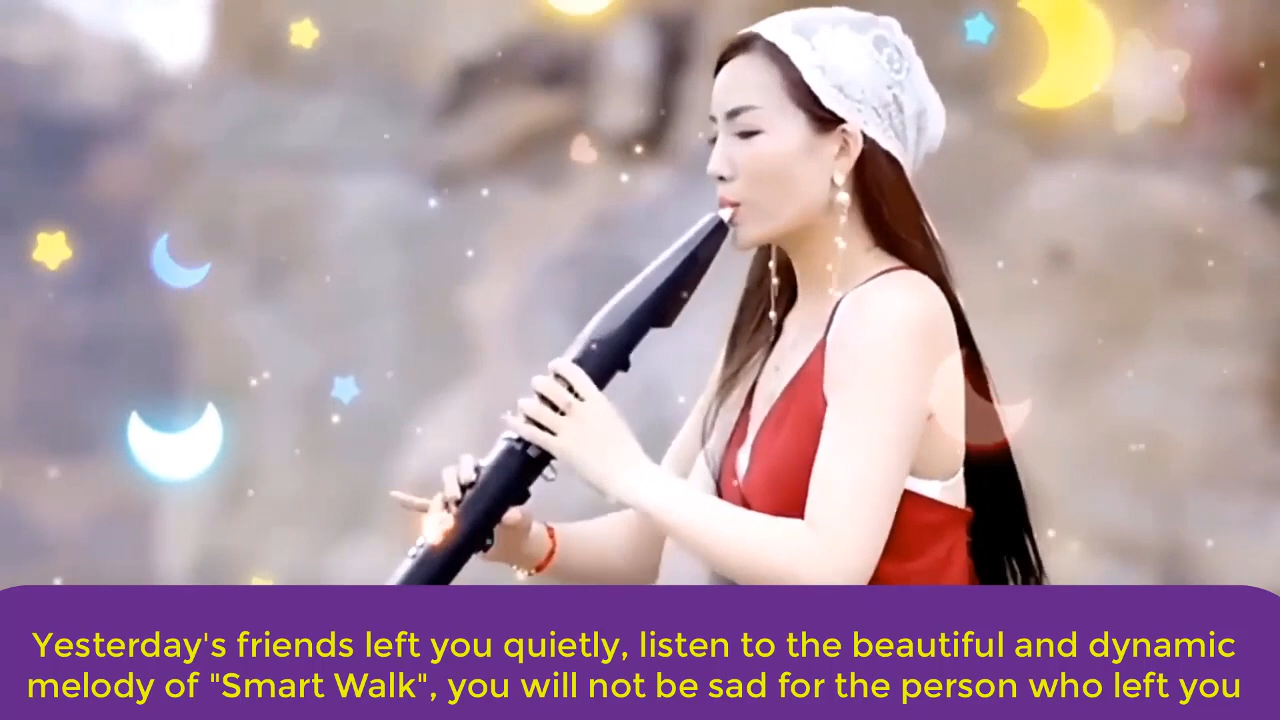 Yesterday's friends left you quietly, listen to the beautiful and dynamic
melody of "Smart Walk", you will not be sad for the person who left you